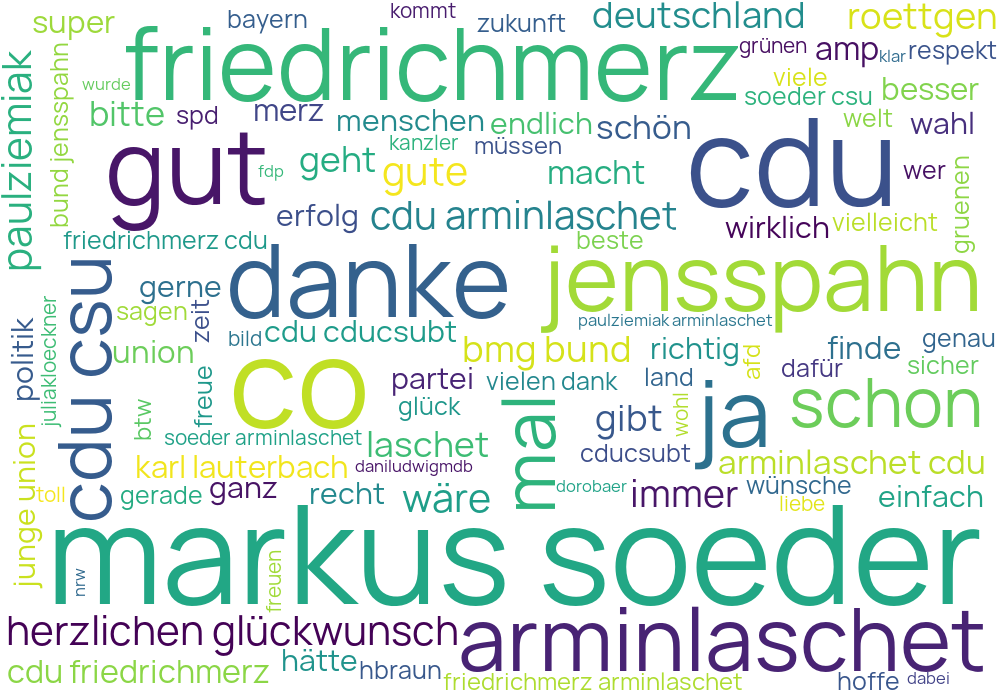 super
bayern
kommt
zukunft
deutschland
roettgen
friedrichmerz
grünen
amp
klar
respekt
paulziemiak
bund jensspahn
wurde
viele
soeder csu
besser
bitte
spd
merz
menschen
endlich
schön
welt
wahl
gut
fdp
geht
kanzler
müssen
gute
macht
cdu
wer
gruenen
erfolg
cdu arminlaschet
wirklich
vielleicht
friedrichmerz cdu
beste
cdu csu
gerne
danke
jensspahn
sagen
zeit
politik
juliakloeckner
bild
cdu cducsubt
paulziemiak arminlaschet
genau
union
bmg bund
richtig
afd
finde
sicher
co
partei
vielen dank
land
dafür
freue
btw
glück
mal
gibt
wohl
ja
schon
soeder arminlaschet
laschet
cducsubt
junge union
karl lauterbach
daniludwigmdb
arminlaschet cdu
toll
gerade
ganz
recht
wäre
dorobaer
immer
wünsche
liebe
einfach
markus soeder
nrw
freuen
herzlichen glückwunsch
arminlaschet
cdu friedrichmerz
hätte
hbraun
friedrichmerz arminlaschet
hoffe
dabei